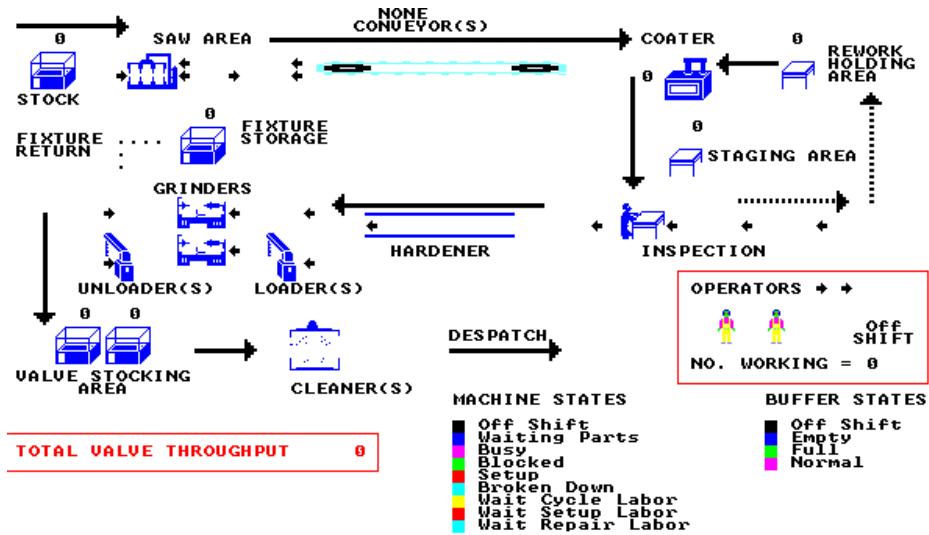 NONE
CONVEYOR(S)
0
SAW AREA
COATER
0
REWORK
HOLDING
AREA
0
STOCK
0
FIXTURE
STORAGE
FIXTURE
RETURN
0
STAGING AREA
GRINDERS
HARDENER
INSPECTION
UNLOADER(S)
LOADER(S)
OPERATORS
Off
SHIFT
NO. WORKING = 0
0
0
VALVE STOCKING
AREA
CLEANER(S)
DESPATCH
MACHINE STATES
Off Shift
Waiting Parts
Busy
Blocked
Setup
Broken Down
Wait Cycle Labor
Wait Setup Labor
Wait Repair Labor
BUFFER STATES
Off Shift
Empty
Full
Normal
TOTAL VALVE THROUGHPUT 0